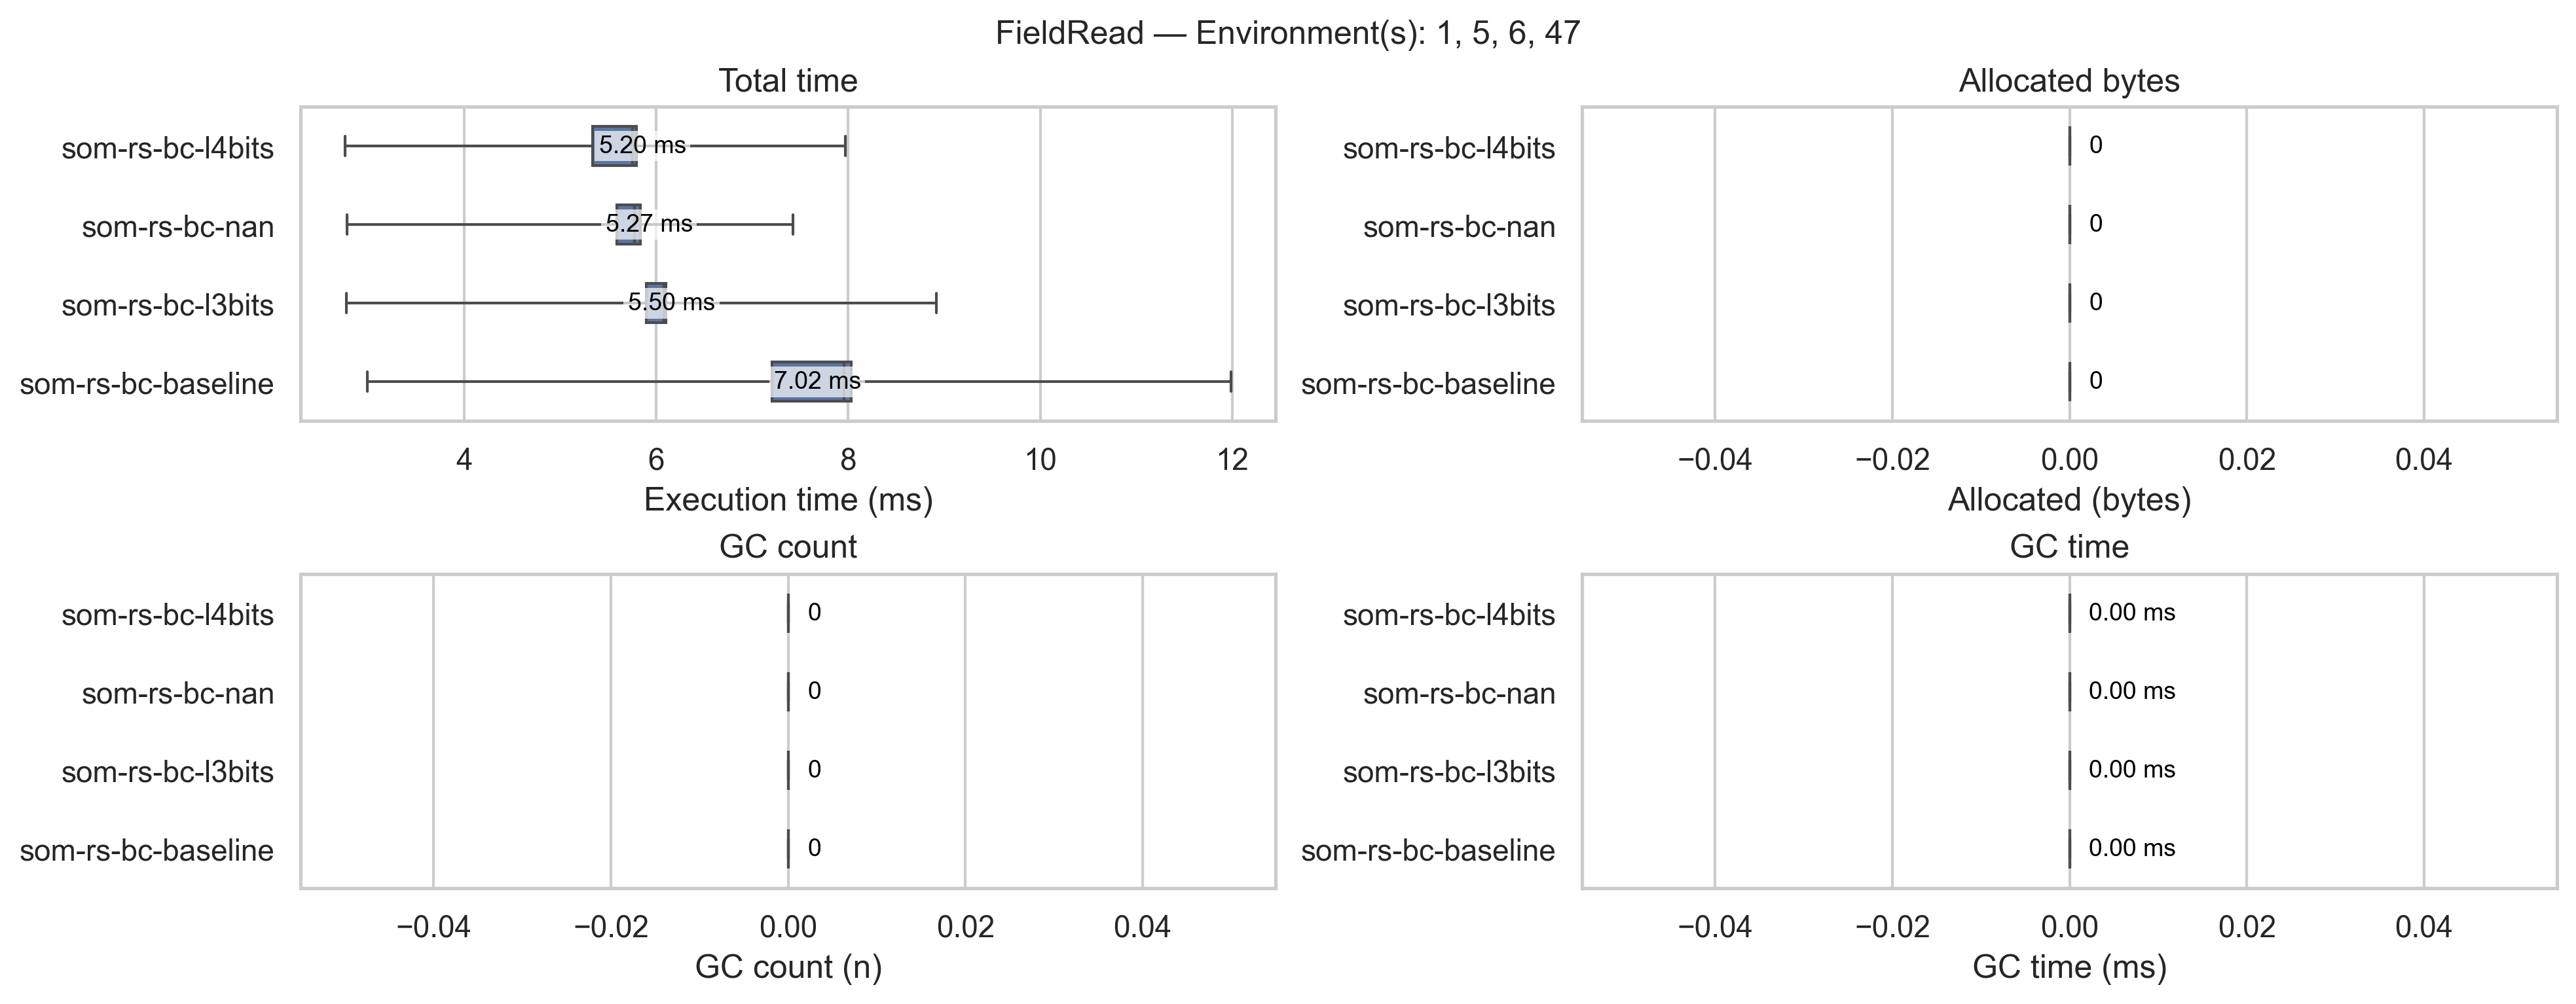 FieldRead — Environment(s): 1, 5, 6, 47
Total time
som-rs-bc-l4bits
5.20 ms
som-rs-bc-nan
5.27 ms
som-rs-bc-l3bits
5.50 ms
som-rs-bc-baseline
7.02 ms
4 6 8 10 12
Execution time (ms)
Allocated bytes
som-rs-bc-l4bits
0
som-rs-bc-nan
0
som-rs-bc-l3bits
0
som-rs-bc-baseline
0
−0.04 −0.02 0.00 0.02 0.04
Allocated (bytes)
GC count
som-rs-bc-l4bits
0
som-rs-bc-nan
0
som-rs-bc-l3bits
0
som-rs-bc-baseline
0
−0.04 −0.02 0.00 0.02 0.04
GC count (n)
GC time
som-rs-bc-l4bits
0.00 ms
som-rs-bc-nan
0.00 ms
som-rs-bc-l3bits
0.00 ms
som-rs-bc-baseline
0.00 ms
−0.04 −0.02 0.00 0.02 0.04
GC time (ms)